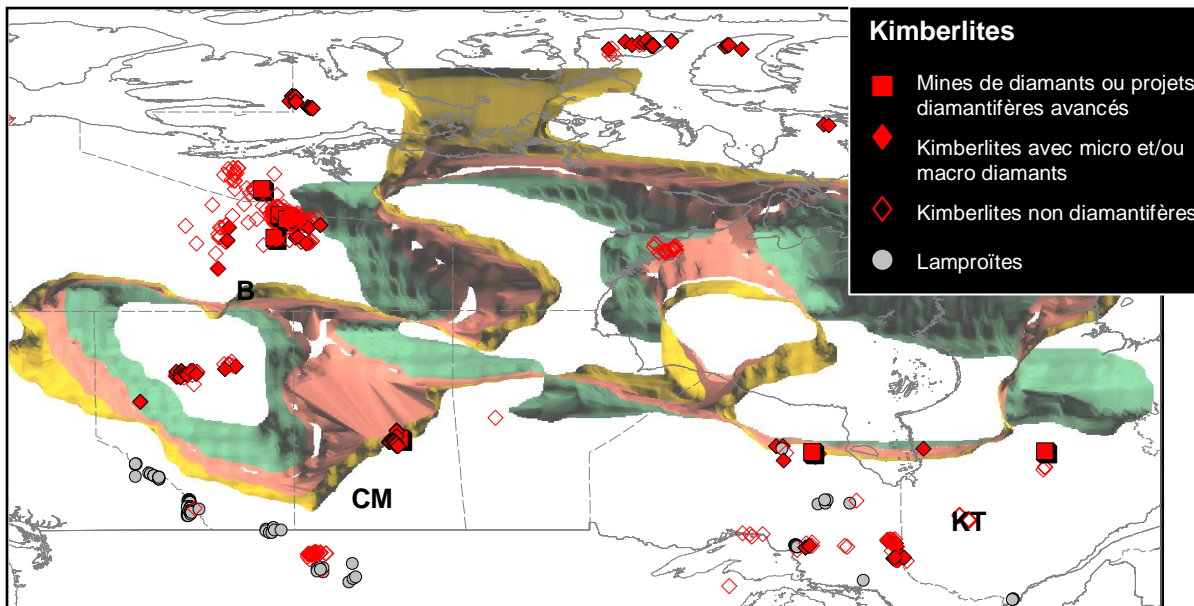 Kimberlites
Mines de diamants ou projets
diamantifères avancés
Kimberlites avec micro et/ou
macro diamants
Kimberlites non diamantifères
Lamproïtes
B
CM
KT